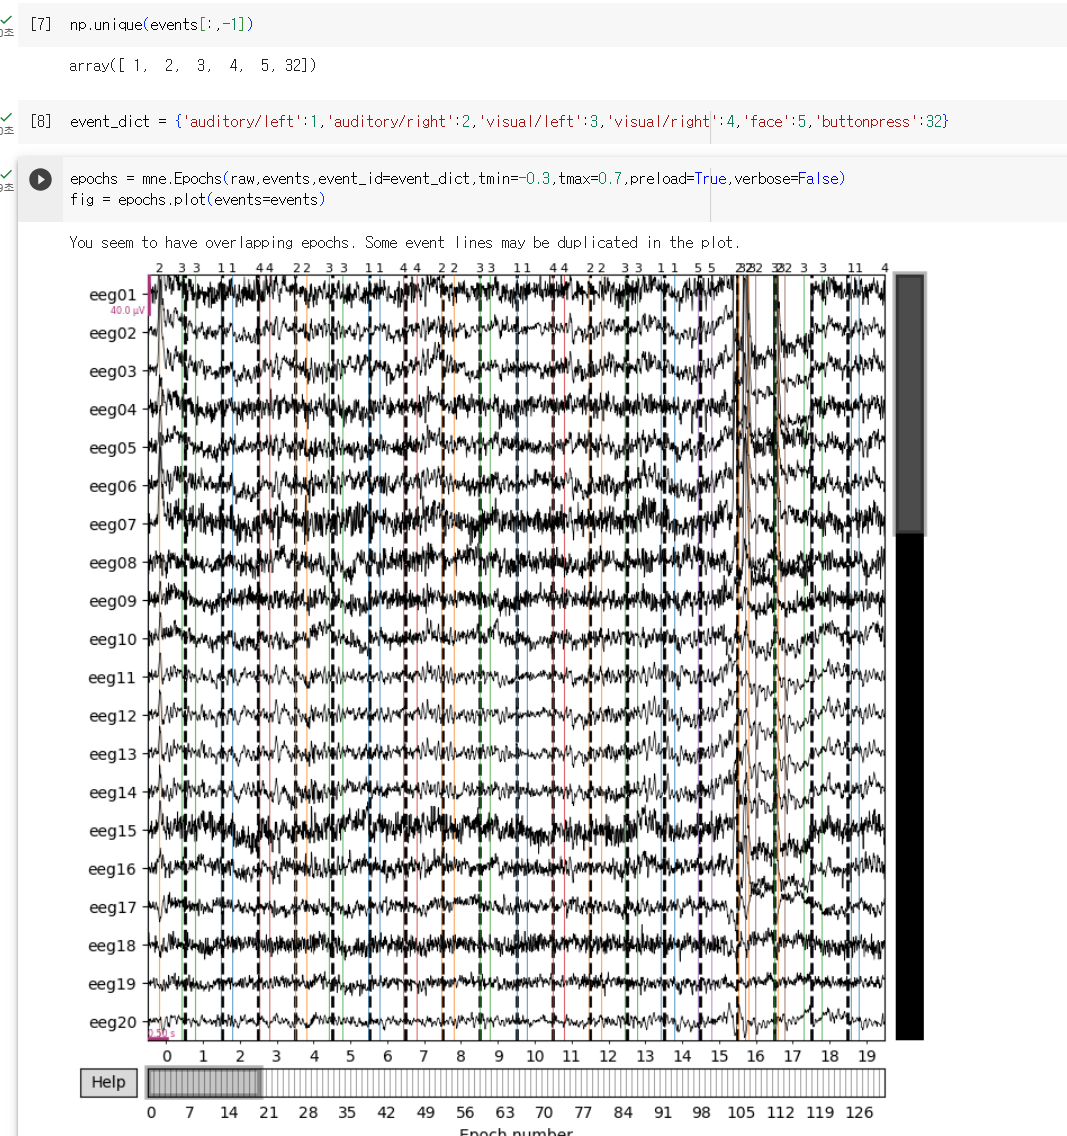 [7] np.unique(events[:,-1])
0초
array([ 1, 2, 3, 4, 5, 32])
[8] event_dict = {'auditory/left':1,'auditory/right':2,'visual/left':3,'visual/right':4,'face':5,'buttonpress':32}
0초
epochs = mne.Epochs(raw,events,event_id=event_dict,tmin=-0.3,tmax=0.7,preload=True,verbose=False)
9초
fig = epochs.plot(events=events)
You seem to have overlapping epochs. Some event lines may be duplicated in the plot.
2 3 3 1 1 4 4 2 2 3 3 1 1 4 4 2 2 3 3 1 1 4 4 2 2 3 3 1 1 5 5 3 3 1 1 4
eeg01
40.0 µV
eeg02
eeg03
eeg04
eeg05
eeg06
eeg07
eeg08
eeg09
eeg10
eeg11
eeg12
eeg13
eeg14
eeg15
eeg16
eeg17
eeg18
eeg19
eeg20
0.50 s
0 1 2 3 4 5 6 7 8 9 10 11 12 13 14 15 16 17 18 19
Help
0 7 14 21 28 35 42 49 56 63 70 77 84 91 98 105 112 119 126
Epoch number